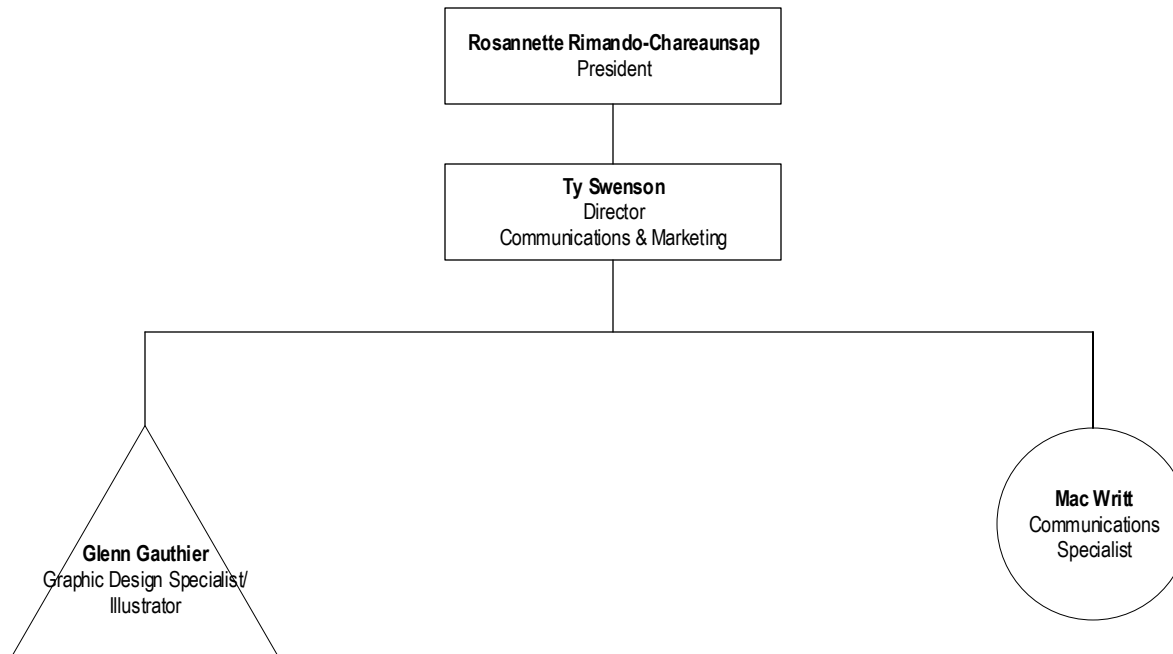 Rosannette Rimando-Chareaunsap
President
Ty Swenson
Director
Communications & Marketing
Glenn Gauthier
Graphic Design Specialist/
Illustrator
Mac Writt
Communications
Specialist